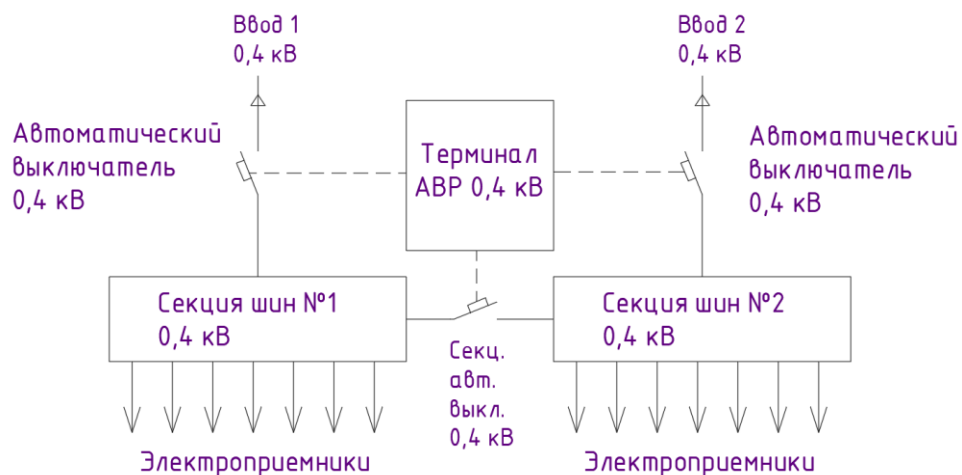 Ввод 1
0,4 кВ
Ввод 2
0,4 кВ
Автоматический
выключатель
0,4 кВ
Терминал
АВР 0,4 кВ
Автоматический
выключатель
0,4 кВ
Секция шин №1
0,4 кВ
Секц.
авт.
выкл.
0,4 кВ
Секция шин №2
0,4 кВ
Электроприемники
Электроприемники